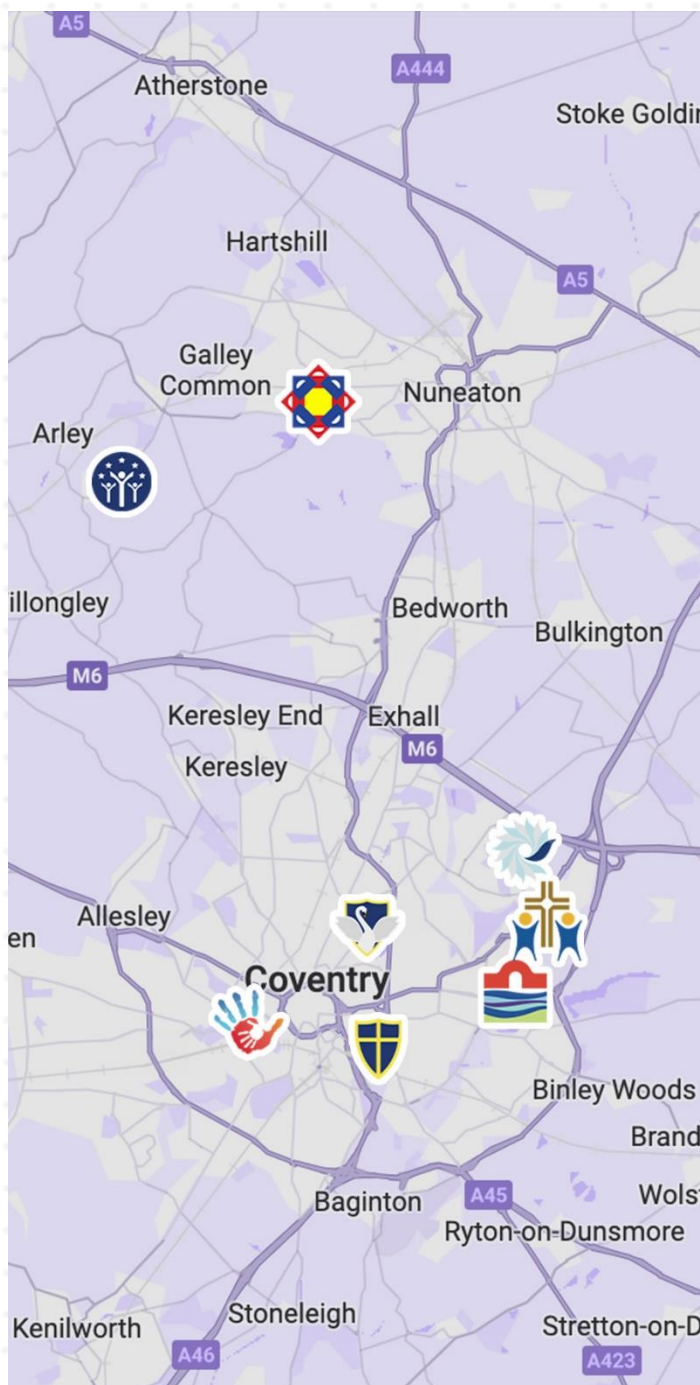 A5
Atherstone
A444
Stoke Goldin
Hartshill
A5
Galley
Common
Nuneaton
Arley
illongley
Bedworth
Bulkington
M6
Keresley End
Exhall
M6
Keresley
Allesley
en
Coventry
Binley Woods
Brand
Wols
Baginton
A45
Ryton-on-Dunsmore
Stoneleigh
Kenilworth
Stretton-on-D
A46
A423